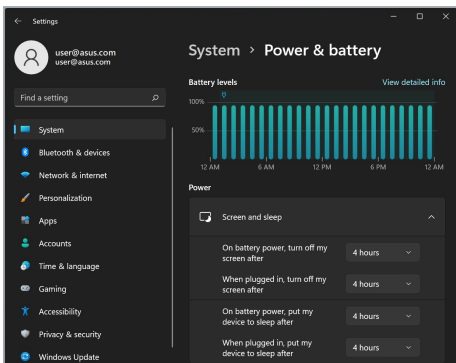 Settings
user@asus.com
user@asus.com
Find a setting
System
Bluetooth & devices
Network & internet
Personalization
Apps
Accounts
Time & language
Gaming
Accessibility
Privacy & security
Windows Update
System > Power & battery
Battery levels
View detailed info
100%
50%
12 AM 6 AM 12 PM 6 PM 12 AM
Power
Screen and sleep
On battery power, turn off my
screen after
4 hours
When plugged in, turn off my
screen after
4 hours
On battery power, put my
device to sleep after
4 hours
When plugged in, put my
device to sleep after
4 hours